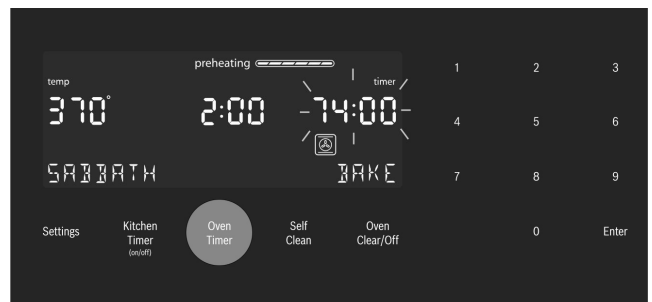 preheating
temp
timer
370° 2:00 74:00
SABBATH BAKE
Settings
Kitchen
Timer
(on/off)
Oven
Timer
Self
Clean
Oven
Clear/Off
1 2 3
4 5 6
7 8 9
0 Enter